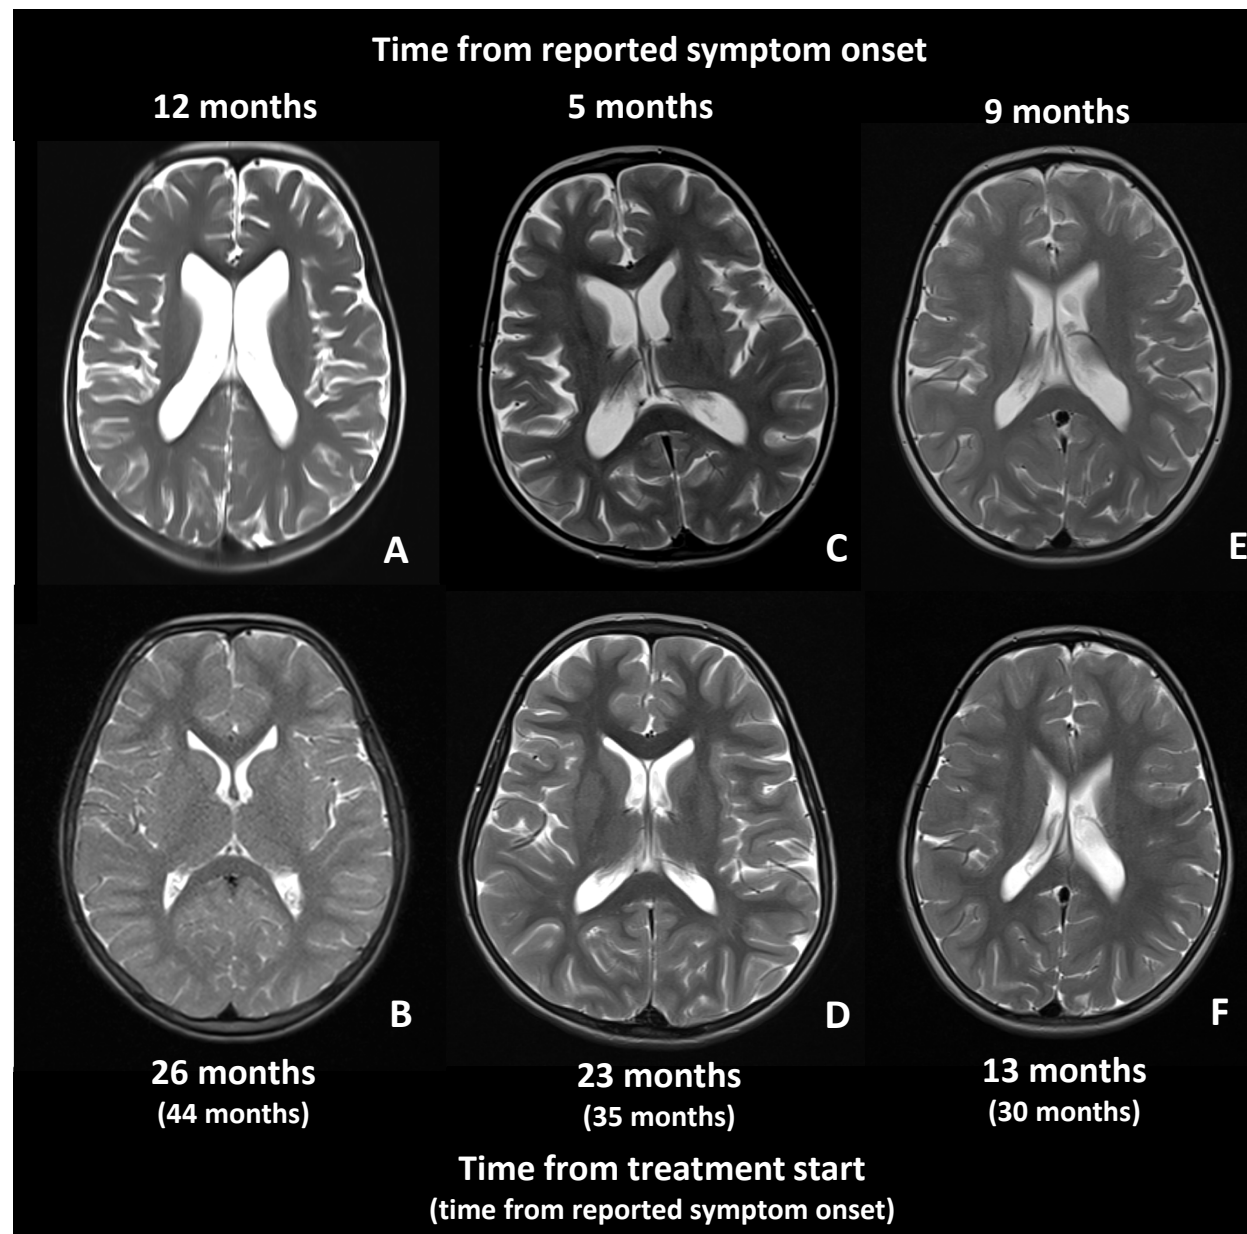 Time from reported symptom onset
12 months
5 months
9 months
A
C
E
B
D
F
26 months
(44 months)
23 months
(35 months)
13 months
(30 months)
Time from treatment start
(time from reported symptom onset)